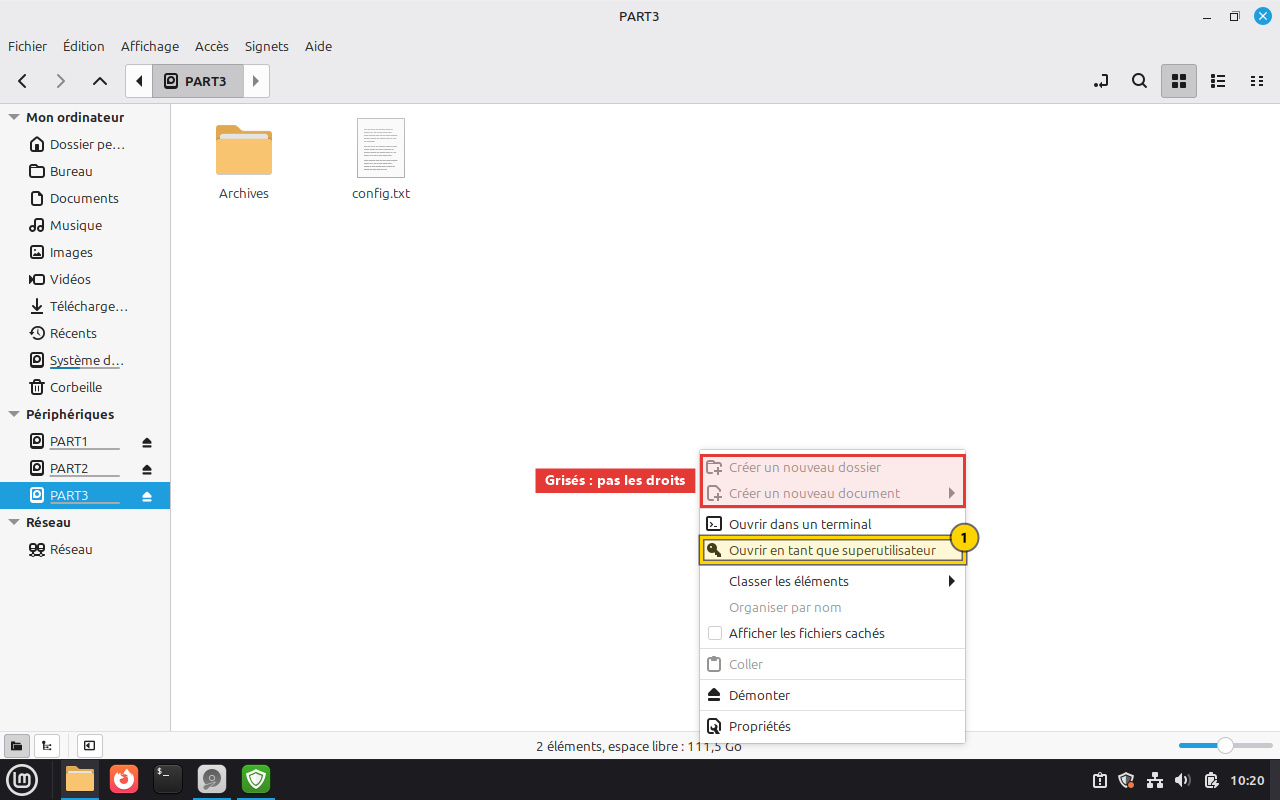 PART3
Fichier Édition Affichage Accès Signets Aide
PART3
Mon ordinateur
Dossier pe…
Bureau
Documents
Musique
Images
Vidéos
Télécharge…
Récents
Système d…
Corbeille
Périphériques
PART1
PART2
PART3
Réseau
Réseau
Archives
config.txt
Grisés : pas les droits
Créer un nouveau dossier
Créer un nouveau document
Ouvrir dans un terminal
Ouvrir en tant que superutilisateur
1
Classer les éléments
Organiser par nom
Afficher les fichiers cachés
Coller
Démonter
Propriétés
2 éléments, espace libre : 111,5 Go
10:20